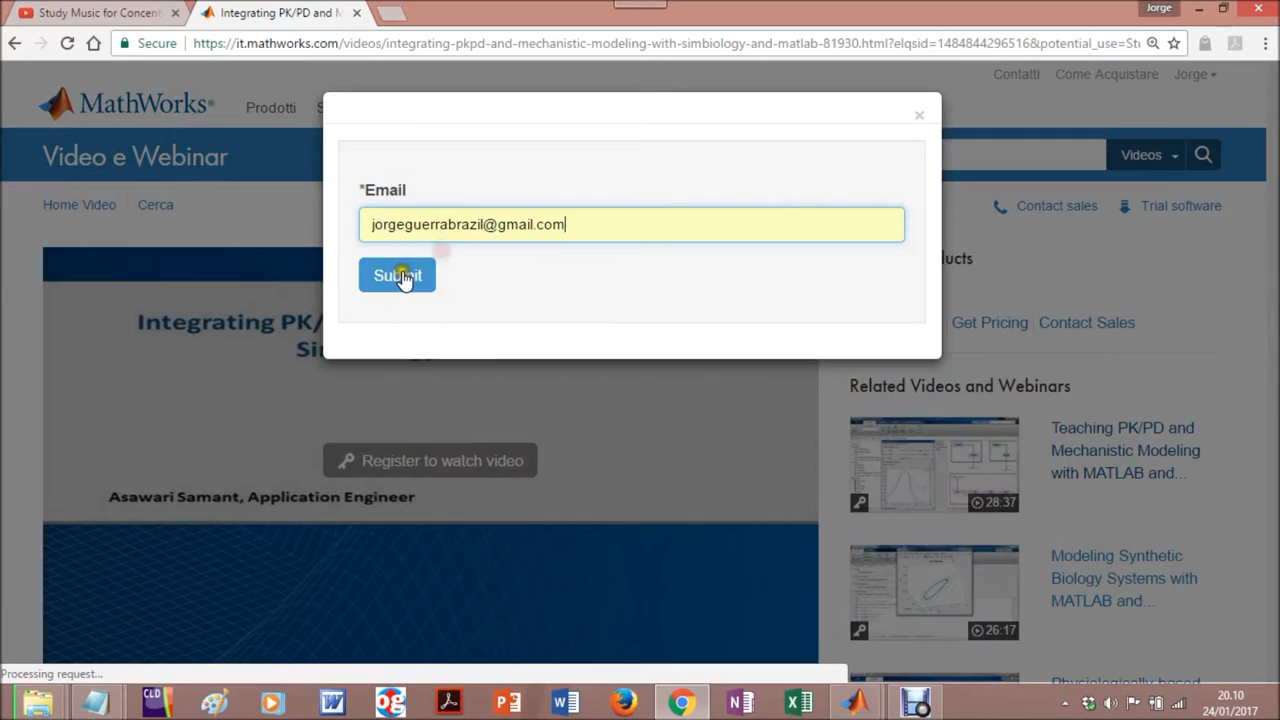 Study Music for Concent
Integrating PK/PD and M
Jorge
Secure
https://it.mathworks.com/videos/integrating-pkpd-and-mechanistic-modeling-with-simbiology-and-matlab-81930.html?elqsid=1484844296516&potential_use=Stu
Contatti
Come Acquistare
Jorge
MathWorks®
Prodotti
Video e Webinar
Videos
Home Video
Cerca
Contact sales
Trial software
*Email
jorgeguerrabrazil@gmail.com
Submit
Get Pricing
Contact Sales
Integrating PK/
Register to watch video
Asawari Samant, Application Engineer
Related Videos and Webinars
Teaching PK/PD and
Mechanistic Modeling
with MATLAB and...
28:37
Modeling Synthetic
Biology Systems with
MATLAB and...
26:17
Processing request...
CLD
og
20.10
24/01/2017